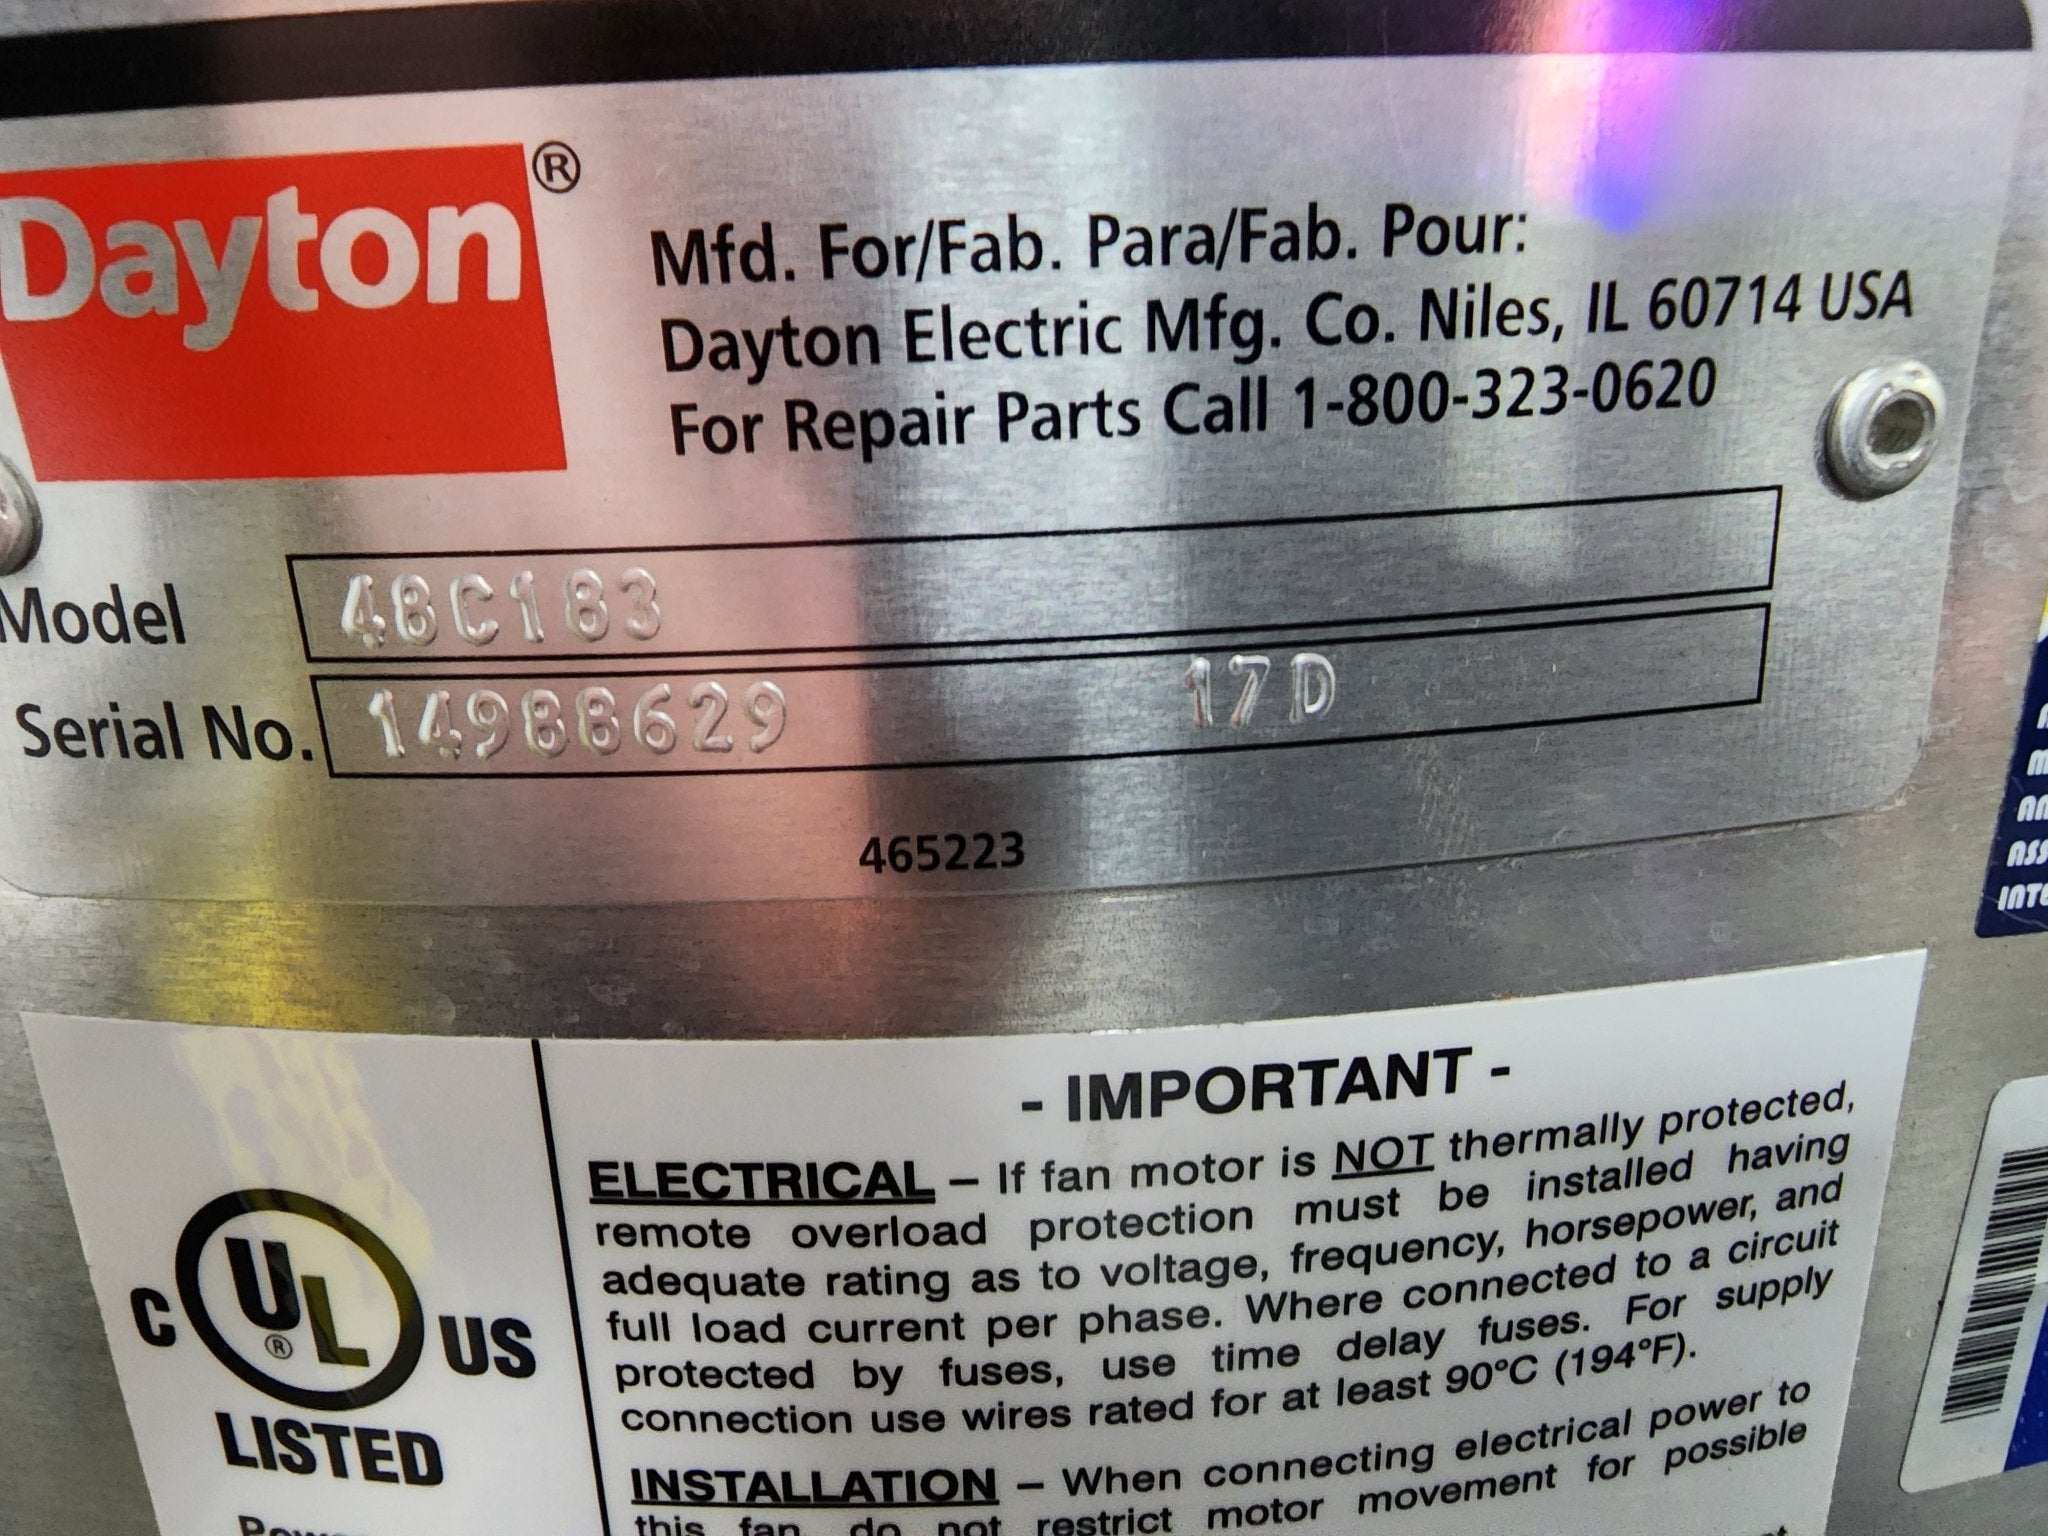 Dayton®
Mfd. For/Fab. Para/Fab. Pour:
Dayton Electric Mfg. Co. Niles, IL 60714 USA
For Repair Parts Call 1-800-323-0620
Model 48C183
Serial No. 14988629 17D
465223
C UL® US
LISTED
- IMPORTANT -
ELECTRICAL – If fan motor is NOT thermally protected,
remote overload protection must be installed having
adequate rating as to voltage, frequency, horsepower, and
full load current per phase. Where connected to a circuit
protected by fuses, use time delay fuses. For supply
connection use wires rated for at least 90°C (194°F).
INSTALLATION – When connecting electrical power to
this fan, do not restrict motor movement for possible